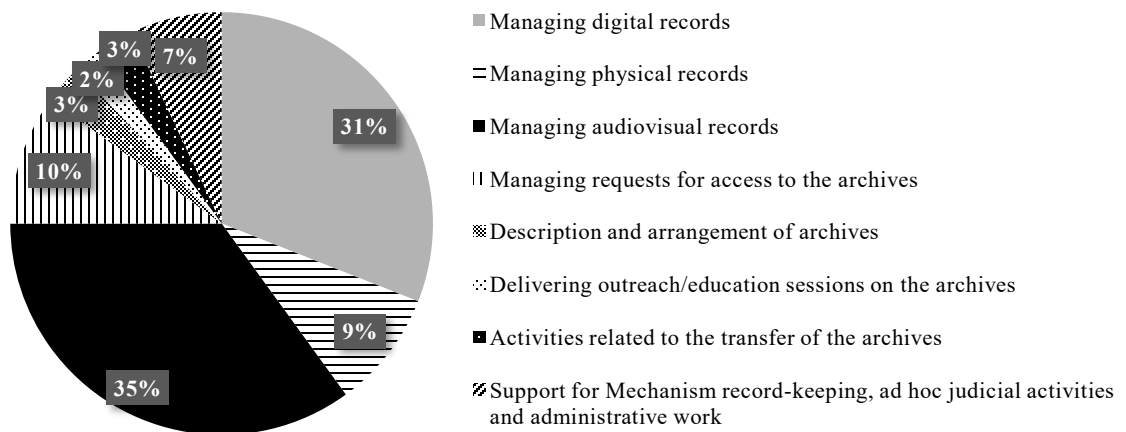 3%
7%
2%
3%
31%
10%
9%
35%
Managing digital records
Managing physical records
Managing audiovisual records
Managing requests for access to the archives
Description and arrangement of archives
Delivering outreach/education sessions on the archives
Activities related to the transfer of the archives
Support for Mechanism record-keeping, ad hoc judicial activities
and administrative work